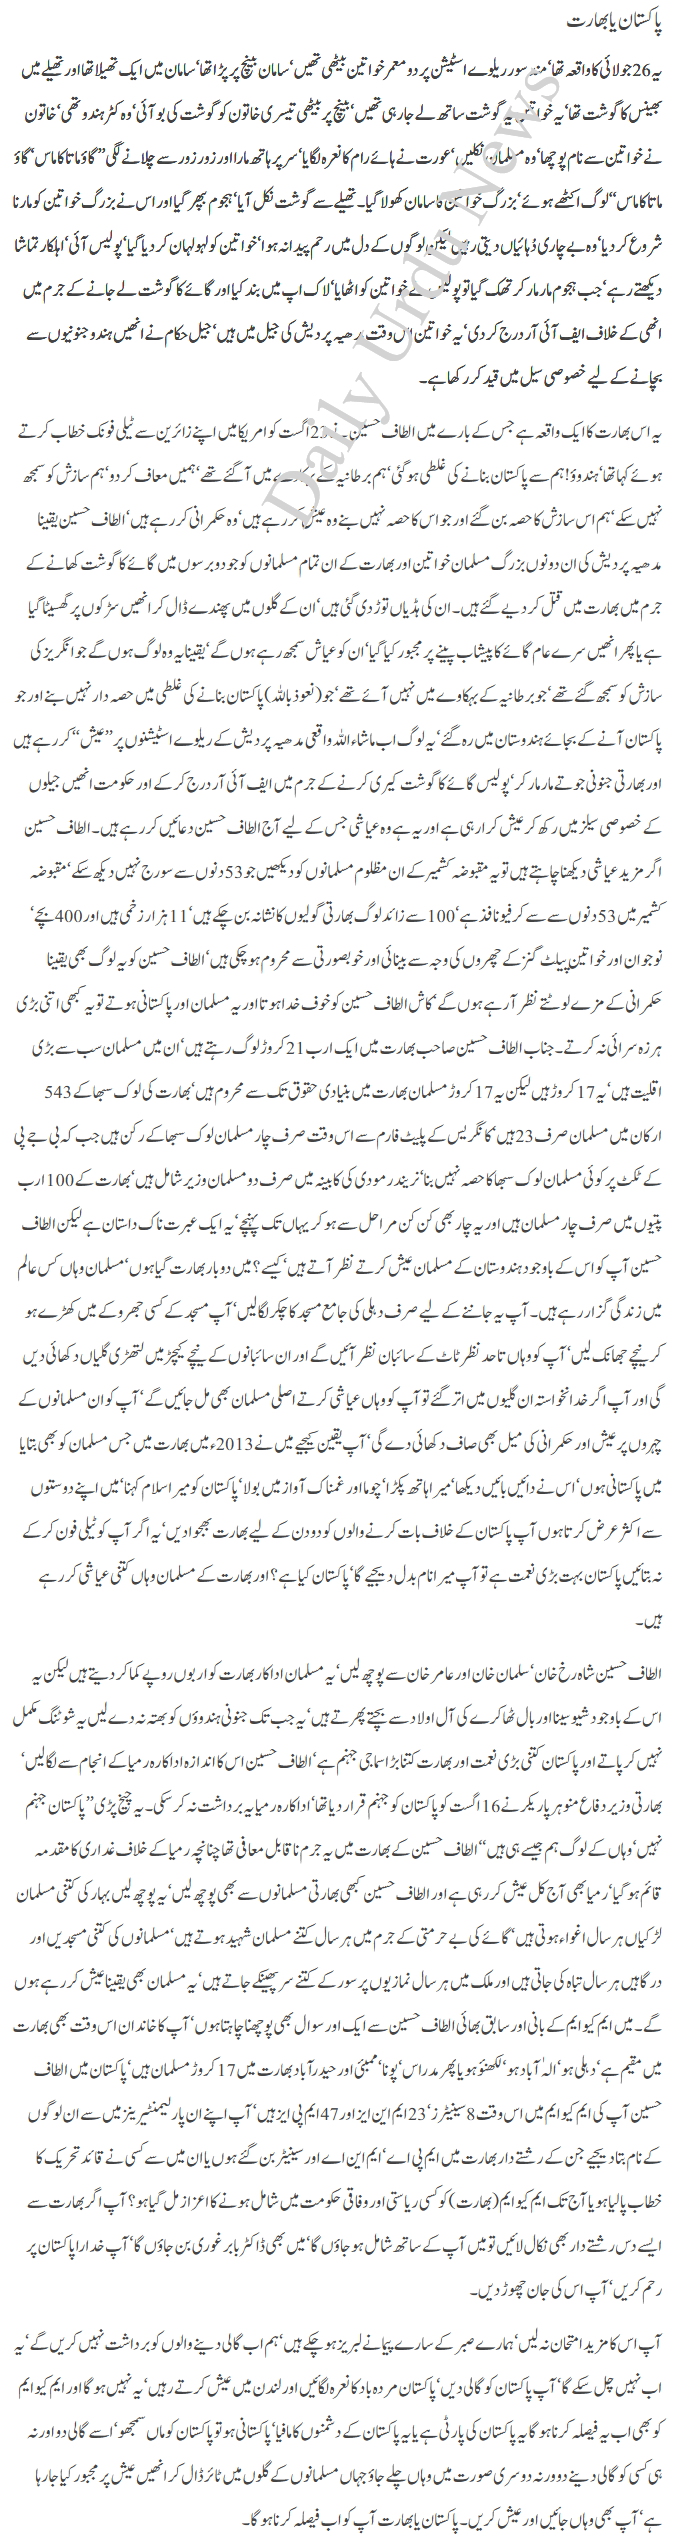 پاکستان یا بھارت
یہ 26 جولائی کا واقعہ تھا‘ مندسور ریلوے اسٹیشن پر دو معمر خواتین بیٹھی تھیں‘ سامان بینچ پر پڑا تھا‘ سامان میں ایک تھیلا تھا اور تھیلے میں
بھینس کا گوشت تھا‘ یہ خواتین یہ گوشت ساتھ لے جا رہی تھیں‘ بینچ پر بیٹھی تیسری خاتون کو گوشت کی بو آئی‘ وہ کٹر ہندو تھی‘ خاتون
نے خواتین سے نام پوچھا‘ وہ مسلمان نکلیں‘ عورت نے ہائے رام کا نعرہ لگایا‘ سر پر ہاتھ مارا اور زور زور سے چلانے لگی ’’گاؤ ماتا کا ماس‘ گاؤ
ماتا کا ماس‘‘ لوگ اکٹھے ہوئے‘ بزرگ خواتین کا سامان کھولا گیا۔ تھیلے سے گوشت نکل آیا‘ ہجوم بپھر گیا اور اس نے بزرگ خواتین کو مارنا
شروع کر دیا‘ وہ بے چاری دُہائیاں دیتی رہیں لیکن لوگوں کے دل میں رحم پیدا نہ ہوا‘ خواتین کو لہولہان کر دیا گیا‘ پولیس آئی‘ اہلکار تماشا
دیکھتے رہے‘ جب ہجوم مار مار کر تھک گیا تو پولیس نے خواتین کو اٹھایا‘ لاک اپ میں بند کیا اور گائے کا گوشت لے جانے کے جرم میں
انھی کے خلاف ایف آئی آر درج کر دی‘ یہ خواتین اس وقت مدھیہ پردیش کی جیل میں ہیں‘ جیل حکام نے انھیں ہندو جنونیوں سے
بچانے کے لیے خصوصی سیل میں قید کر رکھا ہے۔
یہ اس بھارت کا ایک واقعہ ہے جس کے بارے میں الطاف حسین نے 23 اگست کو امریکا میں اپنے زائرین سے ٹیلی فونک خطاب کرتے
ہوئے کہا تھا‘ ہندوؤ! ہم سے پاکستان بنانے کی غلطی ہو گئی‘ ہم برطانیہ کے بہکاوے میں آ گئے تھے‘ ہمیں معاف کر دو‘ ہم سازش کو سمجھ
نہیں سکے‘ ہم اس سازش کا حصہ بن گئے اور جو اس کا حصہ نہیں بنے وہ عیش کر رہے ہیں‘ وہ حکمرانی کر رہے ہیں‘ الطاف حسین یقینا
مدھیہ پردیش کی ان دونوں بزرگ مسلمان خواتین اور بھارت کے ان تمام مسلمانوں کو جو دو برسوں میں گائے کا گوشت کھانے کے
جرم میں بھارت میں قتل کر دیے گئے ہیں۔ ان کی ہڈیاں توڑ دی گئی ہیں‘ ان کے گلوں میں پھندے ڈال کر انھیں سڑکوں پر گھسیٹا گیا
ہے یا پھر انھیں سرے عام گائے کا پیشاب پینے پر مجبور کیا گیا‘ ان کو عیاش سمجھ رہے ہوں گے‘ یقینا یہ وہ لوگ ہوں گے جو انگریز کی
سازش کو سمجھ گئے تھے‘ جو برطانیہ کے بہکاوے میں نہیں آئے تھے‘ جو (نعوذ باللہ) پاکستان بنانے کی غلطی میں حصہ دار نہیں بنے اور جو
پاکستان آنے کے بجائے ہندوستان میں رہ گئے‘ یہ لوگ اب ماشاء اللہ واقعی مدھیہ پردیش کے ریلوے اسٹیشنوں پر ’’عیش‘‘ کر رہے ہیں
اور بھارتی جنونی جوتے مار مار کر‘ پولیس گائے کا گوشت کیری کرنے کے جرم میں ایف آئی آر درج کر کے اور حکومت انھیں جیلوں
کے خصوصی سیلز میں رکھ کر عیش کرا رہی ہے اور یہ ہے وہ عیاشی جس کے لیے آج الطاف حسین دعائیں کر رہے ہیں۔ الطاف حسین
اگر مزید عیاشی دیکھنا چاہتے ہیں تو یہ مقبوضہ کشمیر کے ان مظلوم مسلمانوں کو دیکھیں جو 53 دنوں سے سورج نہیں دیکھ سکے‘ مقبوضہ
کشمیر میں 53 دنوں سے سے کرفیو نافذ ہے‘ 100 سے زائد لوگ بھارتی گولیوں کا نشانہ بن چکے ہیں‘ 11 ہزار زخمی ہیں اور 400 بچے‘
نوجوان اور خواتین پیلٹ گنز کے چھروں کی وجہ سے بینائی اور خوبصورتی سے محروم ہو چکی ہیں‘ الطاف حسین کو یہ لوگ بھی یقینا
حکمرانی کے مزے لوٹتے نظر آ رہے ہوں گے‘ کاش الطاف حسین کو خوف خدا ہوتا اور یہ مسلمان اور پاکستانی ہوتے تو یہ کبھی اتنی بڑی
ہرزہ سرائی نہ کرتے۔ جناب الطاف حسین صاحب بھارت میں ایک ارب 21 کروڑ لوگ رہتے ہیں‘ ان میں مسلمان سب سے بڑی
اقلیت ہیں‘ یہ 17 کروڑ ہیں لیکن یہ 17 کروڑ مسلمان بھارت میں بنیادی حقوق تک سے محروم ہیں‘ بھارت کی لوک سبھا کے 543
ارکان میں مسلمان صرف 23 ہیں‘ کانگریس کے پلیٹ فارم سے اس وقت صرف چار مسلمان لوک سبھا کے رکن ہیں جب کہ بی جے پی
کے ٹکٹ پر کوئی مسلمان لوک سبھا کا حصہ نہیں بنا‘ نریندر مودی کی کابینہ میں صرف دو مسلمان وزیر شامل ہیں‘ بھارت کے 100 ارب
پتیوں میں صرف چار مسلمان ہیں اور یہ چار بھی کن کن مراحل سے ہو کر یہاں تک پہنچے‘ یہ ایک عبرت ناک داستان ہے لیکن الطاف
حسین آپ کو اس کے باوجود ہندوستان کے مسلمان عیش کرتے نظر آتے ہیں‘ کیسے؟ میں دو بار بھارت گیا ہوں‘ مسلمان وہاں کس عالم
میں زندگی گزار رہے ہیں۔ آپ یہ جاننے کے لیے صرف دہلی کی جامع مسجد کا چکر لگا لیں‘ آپ مسجد کے کسی جھروکے میں کھڑے ہو
کر نیچے جھانک لیں‘ آپ کو وہاں تاحد نظر ٹاٹ کے سائبان نظر آئیں گے اور ان سائبانوں کے نیچے کیچڑ میں لتھڑی گلیاں دکھائی دیں
گی اور آپ اگر خدانخواستہ ان گلیوں میں اتر گئے تو آپ کو وہاں عیاشی کرتے اصلی مسلمان بھی مل جائیں گے‘ آپ کو ان مسلمانوں کے
چہروں پر عیش اور حکمرانی کی میل بھی صاف دکھائی دے گی‘ آپ یقین کیجیے میں نے 2013ء میں بھارت میں جس مسلمان کو بھی بتایا
میں پاکستانی ہوں‘ اس نے دائیں بائیں دیکھا‘ میرا ہاتھ پکڑا‘ چوما اور غمناک آواز میں بولا‘ پاکستان کو میرا سلام کہنا‘ میں اپنے دوستوں
سے اکثر عرض کرتا ہوں آپ پاکستان کے خلاف بات کرنے والوں کو دو دن کے لیے بھارت بھجوا دیں‘ یہ اگر آپ کو ٹیلی فون کر کے
نہ بتائیں پاکستان بہت بڑی نعمت ہے تو آپ میرا نام بدل دیجیے گا‘ پاکستان کیا ہے؟ اور بھارت کے مسلمان وہاں کتنی عیاشی کر رہے
ہیں۔
الطاف حسین شاہ رخ خان‘ سلمان خان اور عامر خان سے پوچھ لیں‘ یہ مسلمان اداکار بھارت کو اربوں روپے کما کر دیتے ہیں لیکن یہ
اس کے باوجود شیو سینا اور بال ٹھاکرے کی آل اولاد سے بچتے پھرتے ہیں‘ یہ جب تک جنونی ہندوؤں کو بھتہ نہ دے لیں یہ شوٹنگ مکمل
نہیں کر پاتے اور پاکستان کتنی بڑی نعمت اور بھارت کتنا بڑا سماجی جہنم ہے‘ الطاف حسین اس کا اندازہ اداکارہ رمیا کے انجام سے لگا لیں‘
بھارتی وزیر دفاع منوہر پاریکر نے 16 اگست کو پاکستان کو جہنم قرار دیا تھا‘ اداکارہ رمیا یہ برداشت نہ کر سکی۔ یہ چیخ پڑی ’’پاکستان جہنم
نہیں‘ وہاں کے لوگ ہم جیسے ہی ہیں‘‘ الطاف حسین کے بھارت میں یہ جرم ناقابل معافی تھا چنانچہ رمیا کے خلاف غداری کا مقدمہ
قائم ہو گیا‘ رمیا بھی آج کل عیش کر رہی ہے اور الطاف حسین کبھی بھارتی مسلمانوں سے بھی پوچھ لیں‘ یہ پوچھ لیں بہار کی کتنی مسلمان
لڑکیاں ہر سال اغواء ہوتی ہیں‘ گائے کی بے حرمتی کے جرم میں ہر سال کتنے مسلمان شہید ہوتے ہیں‘ مسلمانوں کی کتنی مسجدیں اور
درگاہیں ہر سال تباہ کی جاتی ہیں اور ملک میں ہر سال نمازیوں پر سور کے کتنے سر پھینکے جاتے ہیں‘ یہ مسلمان بھی یقینا عیش کر رہے ہوں
گے۔ میں ایم کیو ایم کے بانی اور سابق بھائی الطاف حسین سے ایک اور سوال بھی پوچھنا چاہتا ہوں‘ آپ کا خاندان اس وقت بھی بھارت
میں مقیم ہے‘ دہلی ہو‘ الہٰ آباد ہو‘ لکھنؤ ہو یا پھر مدراس‘ پونا‘ ممبئی اور حیدر آباد بھارت میں 17 کروڑ مسلمان ہیں‘ پاکستان میں الطاف
حسین آپ کی ایم کیو ایم میں اس وقت 8 سینیٹرز‘ 23 ایم این ایز اور 47 ایم پی ایز ہیں‘ آپ اپنے ان پارلیمنٹیرینز میں سے ان لوگوں
کے نام بتا دیجیے جن کے رشتے دار بھارت میں ایم پی اے‘ ایم این اے اور سینیٹر بن گئے ہوں یا ان میں سے کسی نے قائد تحریک کا
خطاب پا لیا ہو یا آج تک ایم کیو ایم (بھارت) کو کسی ریاستی اور وفاقی حکومت میں شامل ہونے کا اعزاز مل گیا ہو؟ آپ اگر بھارت سے
ایسے دس رشتے دار بھی نکال لائیں تو میں آپ کے ساتھ شامل ہو جاؤں گا‘ میں بھی ڈاکٹر بابر غوری بن جاؤں گا‘ آپ خدارا پاکستان پر
رحم کریں‘ آپ اس کی جان چھوڑ دیں۔
آپ اس کا مزید امتحان نہ لیں‘ ہمارے صبر کے سارے پیمانے لبریز ہو چکے ہیں‘ ہم اب گالی دینے والوں کو برداشت نہیں کریں گے‘ یہ
اب نہیں چل سکے گا‘ آپ پاکستان کو گالی دیں‘ پاکستان مردہ باد کا نعرہ لگائیں اور لندن میں عیش کرتے رہیں‘ یہ نہیں ہو گا اور ایم کیو ایم
کو بھی اب یہ فیصلہ کرنا ہو گا یہ پاکستان کی پارٹی ہے یا یہ پاکستان کے دشمنوں کا مافیا‘ پاکستانی ہو تو پاکستان کو ماں سمجھو‘ اسے گالی دو اور نہ
ہی کسی کو گالی دینے دو ورنہ دوسری صورت میں وہاں چلے جاؤ جہاں مسلمانوں کے گلوں میں ٹائر ڈال کر انھیں عیش پر مجبور کیا جا رہا
ہے‘ آپ بھی وہاں جائیں اور عیش کریں۔ پاکستان یا بھارت آپ کو اب فیصلہ کرنا ہو گا۔
Daily Urdu News